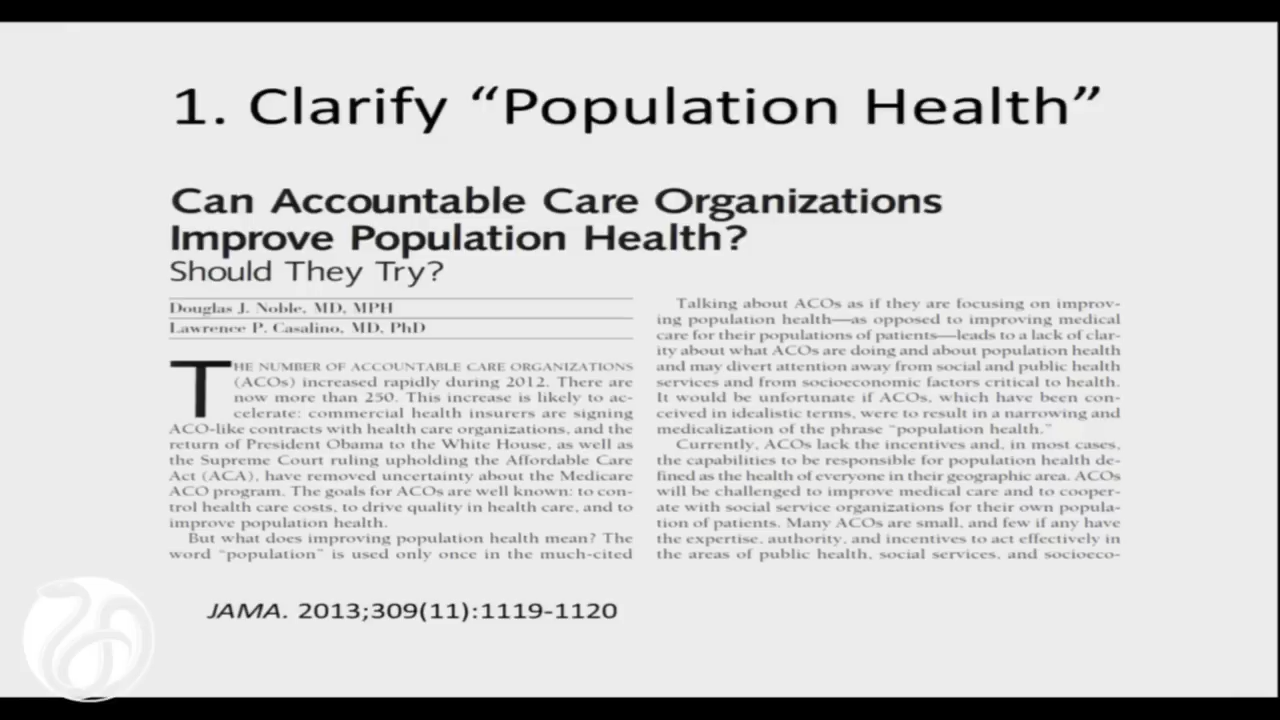 1. Clarify “Population Health”
Can Accountable Care Organizations
Improve Population Health?
Should They Try?
Douglas J. Noble, MD, MPH
Lawrence P. Casalino, MD, PhD
THE NUMBER OF ACCOUNTABLE CARE ORGANIZATIONS
(ACOs) increased rapidly during 2012. There are
now more than 250. This increase is likely to ac-
celerate: commercial health insurers are signing
ACO-like contracts with health care organizations, and the
return of President Obama to the White House, as well as
the Supreme Court ruling upholding the Affordable Care
Act (ACA), have removed uncertainty about the Medicare
ACO program. The goals for ACOs are well known: to con-
trol health care costs, to drive quality in health care, and to
improve population health.
But what does improving population health mean? The
word “population” is used only once in the much-cited
Talking about ACOs as if they are focusing on improv-
ing population health—as opposed to improving medical
care for their populations of patients—leads to a lack of clar-
ity about what ACOs are doing and about population health
and may divert attention away from social and public health
services and from socioeconomic factors critical to health.
It would be unfortunate if ACOs, which have been con-
ceived in idealistic terms, were to result in a narrowing and
medicalization of the phrase “population health.”
Currently, ACOs lack the incentives and, in most cases,
the capabilities to be responsible for population health de-
fined as the health of everyone in their geographic area. ACOs
will be challenged to improve medical care and to cooper-
ate with social service organizations for their own popula-
tion of patients. Many ACOs are small, and few if any have
the expertise, authority, and incentives to act effectively in
the areas of public health, social services, and socioeco-
JAMA. 2013;309(11):1119-1120